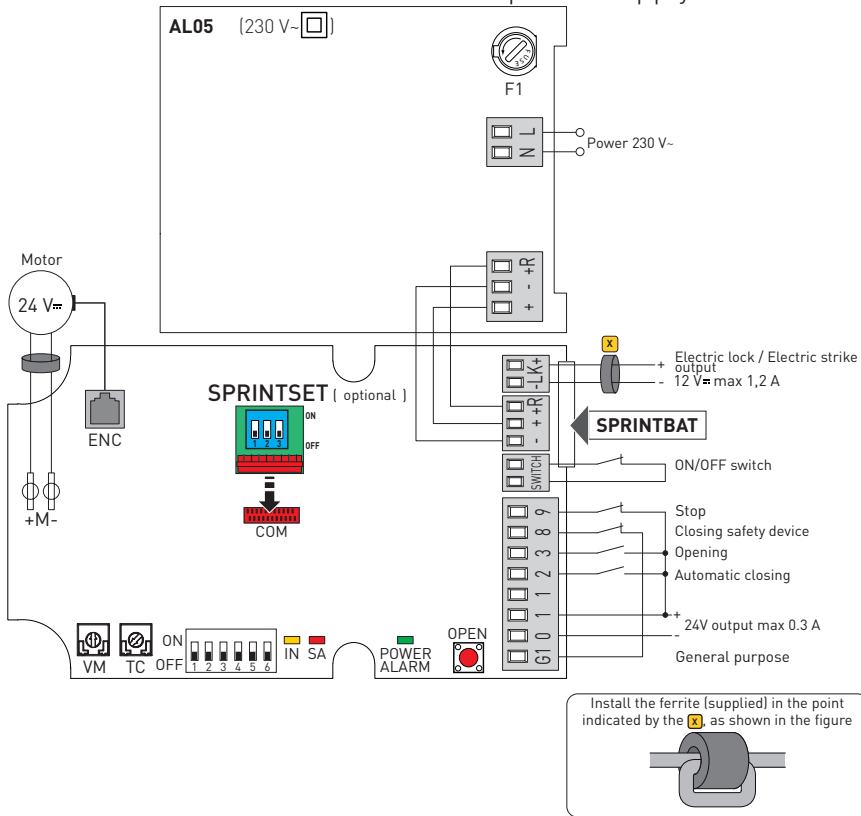 AL05 (230 V~)
FUSE
F1
L
N
Power 230 V~
+R
-
+
Motor
24 V
ENC
+M-
SPRINTSET ( optional )
ON
OFF
1 2 3
COM
-LK+
+ Electric lock / Electric strike
output
- 12 V max 1,2 A
x
- + +R
SPRINTBAT
SWITCH
ON/OFF switch
9 Stop
8 Closing safety device
3 Opening
2 Automatic closing
1
1 +
24V output max 0.3 A
0 -
G1 General purpose
VM
TC
ON
OFF
1 2 3 4 5 6
IN
SA
POWER
ALARM
OPEN
Install the ferrite (supplied) in the point
indicated by the x, as shown in the figure